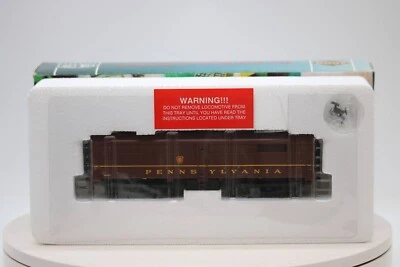 WARNING!!!
DO NOT REMOVE LOCOMOTIVE FROM
THIS TRAY UNTIL YOU HAVE READ THE
INSTRUCTIONS LOCATED UNDER TRAY
PENNSYLVANIA